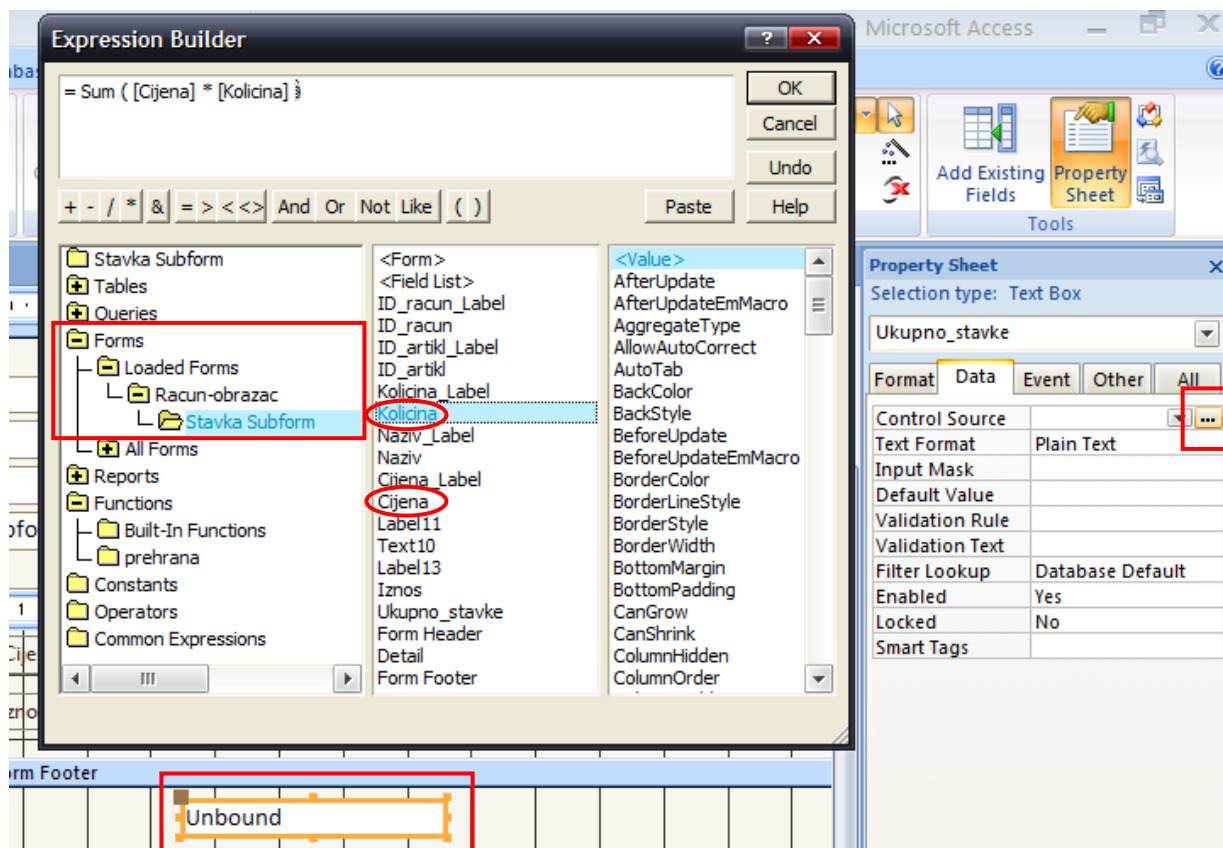 Microsoft Access
Expression Builder
= Sum ( [Cijena] * [Kolicina] )
OK
Cancel
Undo
+ - / * & = > < <> And Or Not Like ( )
Paste
Help
Stavka Subform
Tables
Queries
Forms
Loaded Forms
Racun-obrazac
Stavka Subform
All Forms
Reports
Functions
Built-In Functions
prehrana
Constants
Operators
Common Expressions
<Form>
<Field List>
ID_racun_Label
ID_racun
ID_artikl_Label
ID_artikl
Kolicina_Label
Kolicina
Naziv_Label
Naziv
Cijena_Label
Cijena
Label11
Text10
Label13
Iznos
Ukupno_stavke
Form Header
Detail
Form Footer
<Value>
AfterUpdate
AfterUpdateEmMacro
AggregateType
AllowAutoCorrect
AutoTab
BackColor
BackStyle
BeforeUpdate
BeforeUpdateEmMacro
BorderColor
BorderLineStyle
BorderStyle
BorderWidth
BottomMargin
BottomPadding
CanGrow
CanShrink
ColumnHidden
ColumnOrder
Add Existing
Fields
Property
Sheet
Tools
Property Sheet
Selection type: Text Box
Ukupno_stavke
Format Data Event Other All
Control Source
Text Format Plain Text
Input Mask
Default Value
Validation Rule
Validation Text
Filter Lookup Database Default
Enabled Yes
Locked No
Smart Tags
1
orm Footer
Unbound